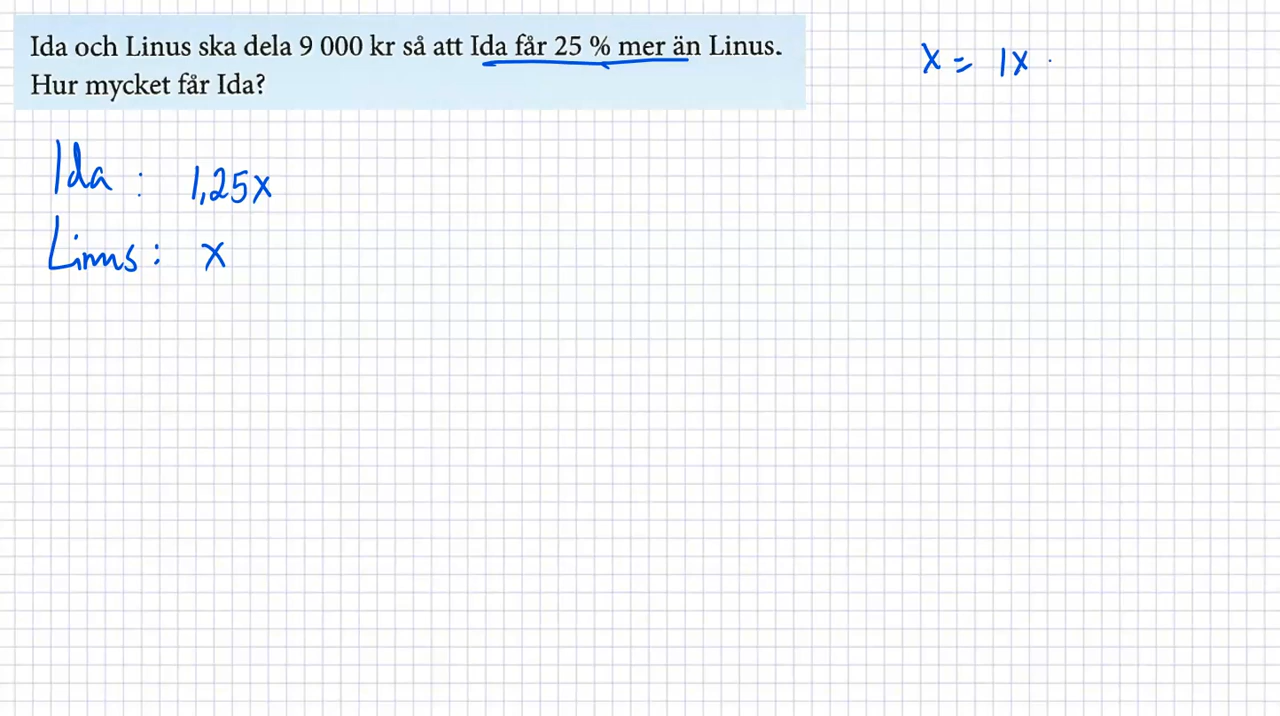 Ida och Linus ska dela 9 000 kr så att Ida får 25 % mer än Linus.
Hur mycket får Ida?
x = 1x
Ida : 1,25x
Linus : x